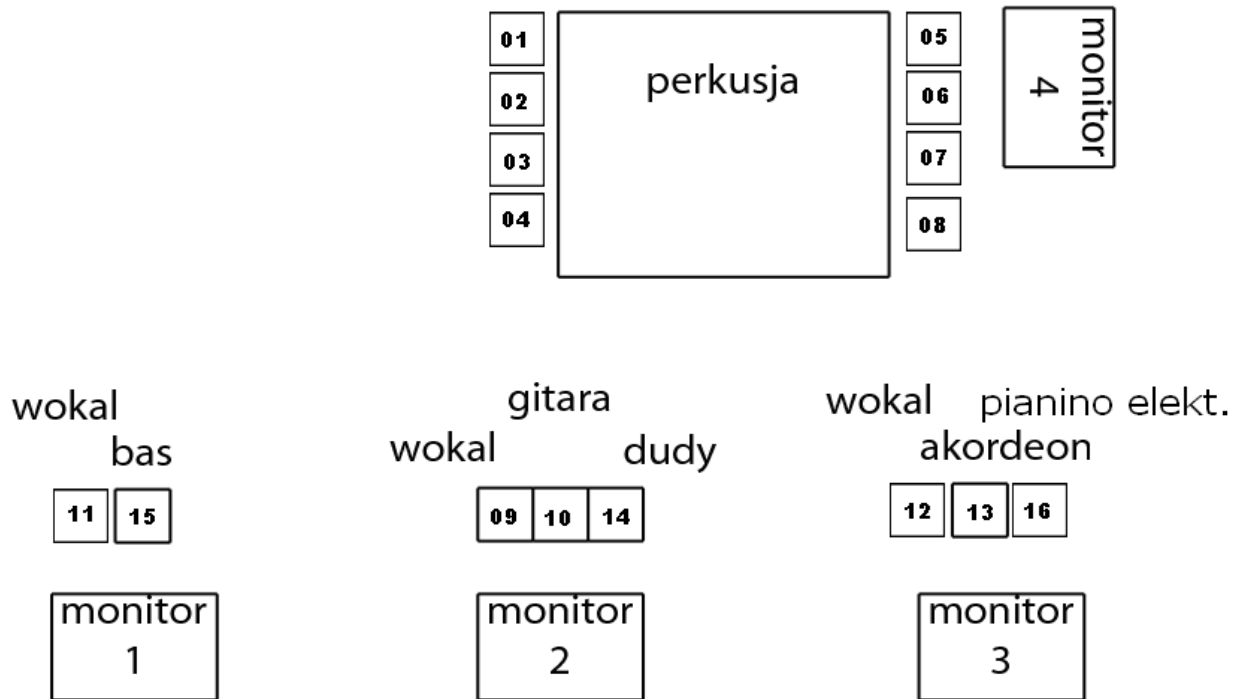 01
02
03
04
perkusja
05
06
07
08
monitor
4
wokal
bas
11 15
monitor
1
gitara
wokal dudy
09 10 14
monitor
2
wokal pianino elekt.
akordeon
12 13 16
monitor
3